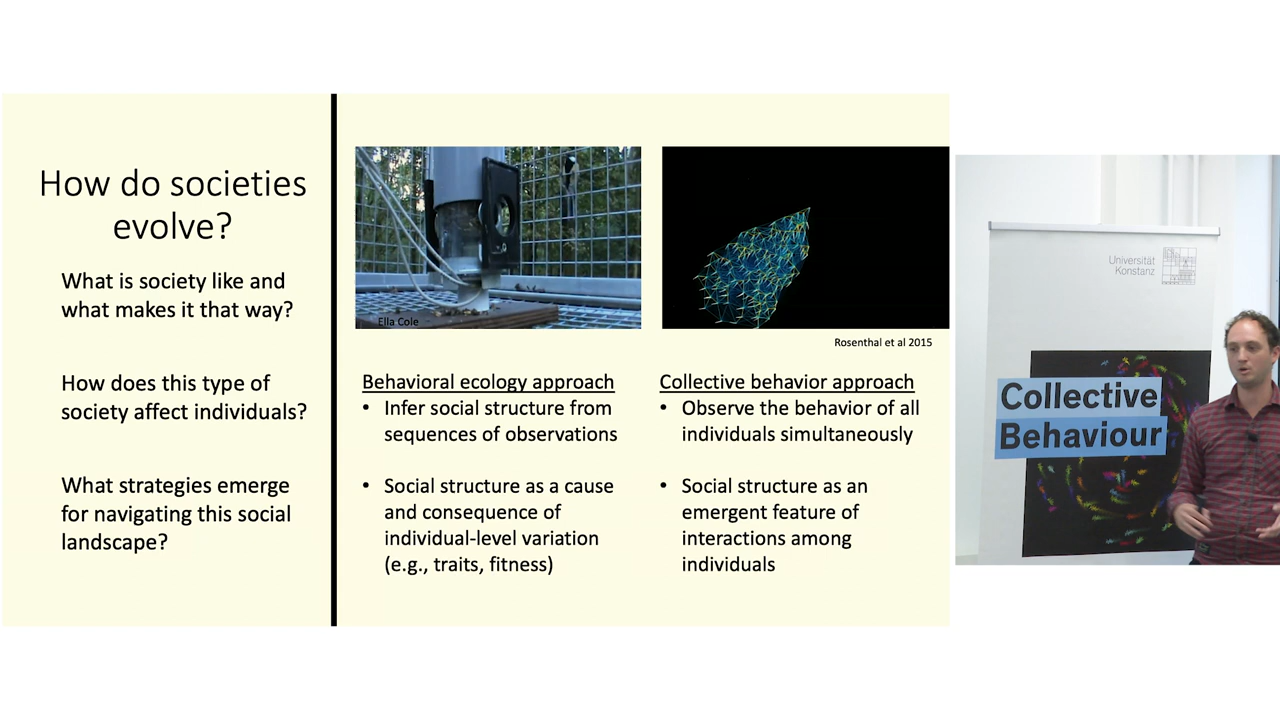 How do societies
evolve?
What is society like and
what makes it that way?
How does this type of
society affect individuals?
What strategies emerge
for navigating this social
landscape?
Ella Cole
Rosenthal et al 2015
Behavioral ecology approach
• Infer social structure from
sequences of observations
• Social structure as a cause
and consequence of
individual-level variation
(e.g., traits, fitness)
Collective behavior approach
• Observe the behavior of all
individuals simultaneously
• Social structure as an
emergent feature of
interactions among
individuals
Universität
Konstanz
Collective
Behaviour